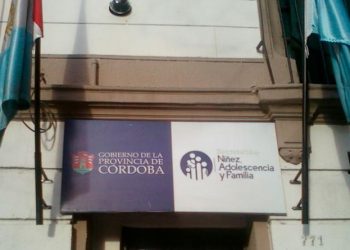 GOBIERNO DE LA
PROVINCIA DE
CORDOBA
Niñez,
Adolescencia
y Familia
771